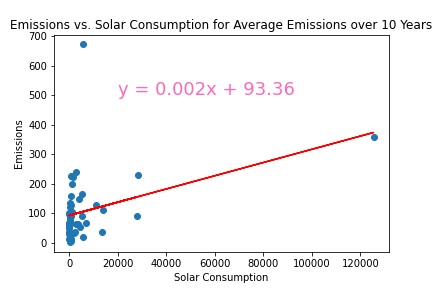 Emissions vs. Solar Consumption for Average Emissions over 10 Years
700
600
500
400
300
200
100
0
Emissions
y = 0.002x + 93.36
0 20000 40000 60000 80000 100000 120000
Solar Consumption